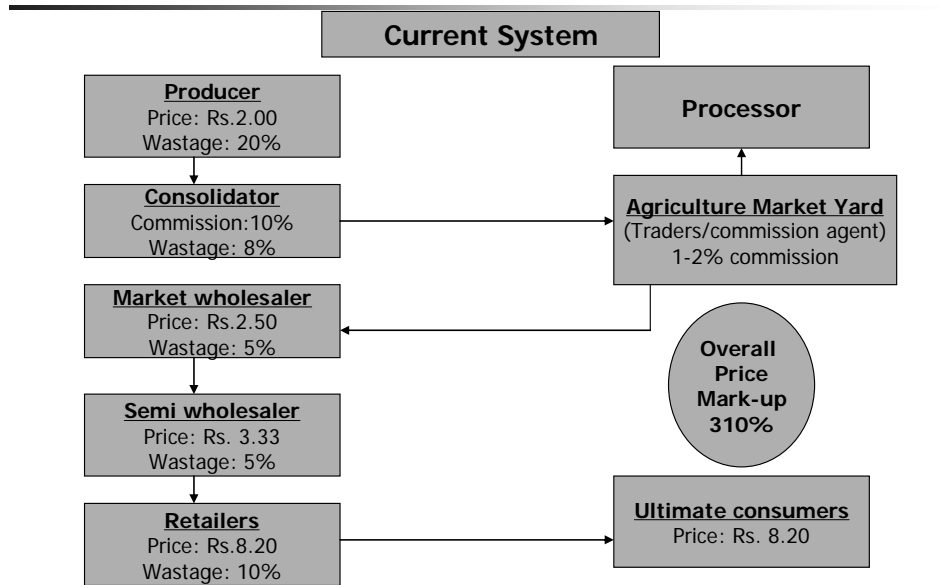 Current System
Producer
Price: Rs.2.00
Wastage: 20%
Consolidator
Commission:10%
Wastage: 8%
Market wholesaler
Price: Rs.2.50
Wastage: 5%
Semi wholesaler
Price: Rs. 3.33
Wastage: 5%
Retailers
Price: Rs.8.20
Wastage: 10%
Processor
Agriculture Market Yard
(Traders/commission agent)
1-2% commission
Overall
Price
Mark-up
310%
Ultimate consumers
Price: Rs. 8.20